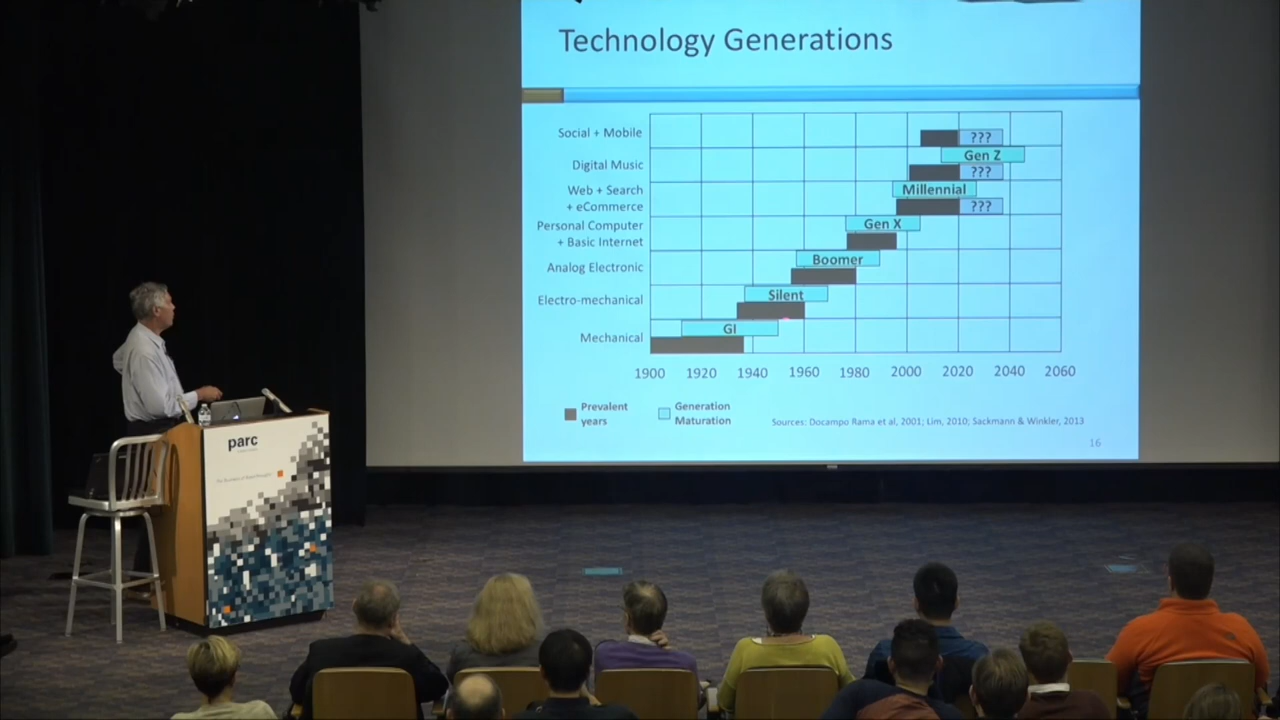 Technology Generations
Social + Mobile
???
Gen Z
Digital Music
???
Millennial
Web + Search
+ eCommerce
???
Gen X
Personal Computer
+ Basic Internet
Boomer
Analog Electronic
Silent
Electro-mechanical
GI
Mechanical
1900 1920 1940 1960 1980 2000 2020 2040 2060
Prevalent
years
Generation
Maturation
Sources: Docampo Rama et al, 2001; Lim, 2010; Sackmann & Winkler, 2013
16
parc